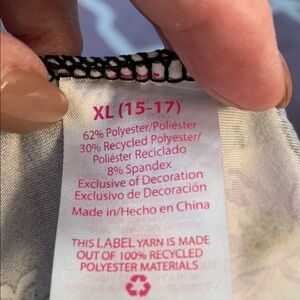 XL (15-17)
62% Polyester/Poliéster
30% Recycled Polyester/
Poliéster Reciclado
8% Spandex
Exclusive of Decoration
Exclusivo de Decoración
Made in/Hecho en China
THIS LABEL YARN IS MADE
OUT OF 100% RECYCLED
POLYESTER MATERIALS